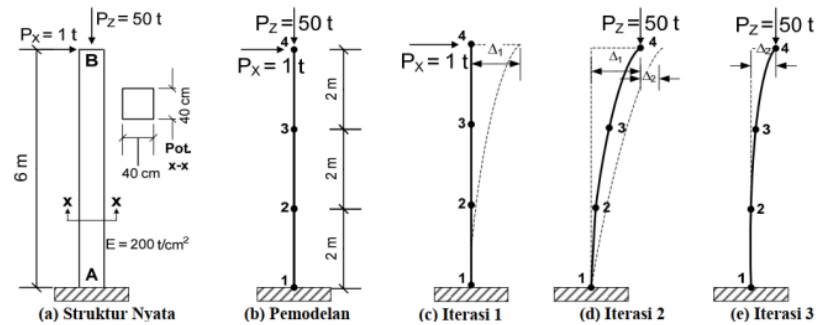 P_Z = 50 t
P_X = 1 t
B
6 m
40 cm
40 cm
Pot.
x-x
x x
E = 200 t/cm²
A
(a) Struktur Nyata
P_Z = 50 t
4
P_X = 1 t
3
2
1
2 m
2 m
2 m
(b) Pemodelan
4
P_X = 1 t
Δ₁
3
2
1
(c) Iterasi 1
P_Z = 50 t
4
Δ₁
Δ₂
3
2
1
(d) Iterasi 2
P_Z = 50 t
4
Δ₂
3
2
1
(e) Iterasi 3